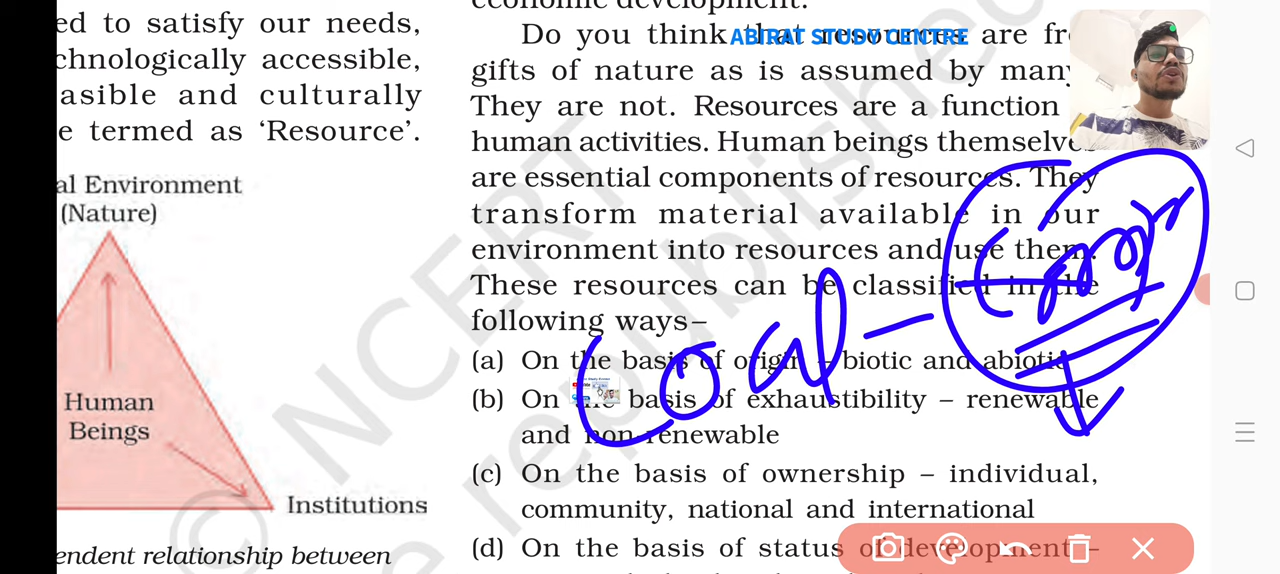 ed to satisfy our needs,
chnologically accessible,
asible and culturally
e termed as ‘Resource’.
al Environment
(Nature)
Human
Beings
Institutions
endent relationship between
economic development.
Do you think that resources are fr
ABIRAT STUDY CENTRE
gifts of nature as is assumed by many
They are not. Resources are a function
human activities. Human beings themselve
are essential components of resources. They
transform material available in our
environment into resources and use them.
These resources can be classified in the
following ways–
(a) On the basis of origin – biotic and abiotic
(b) On the basis of exhaustibility – renewable
and non-renewable
(c) On the basis of ownership – individual,
community, national and international
(d) On the basis of status of development –
Coal –
© NCERT
republished